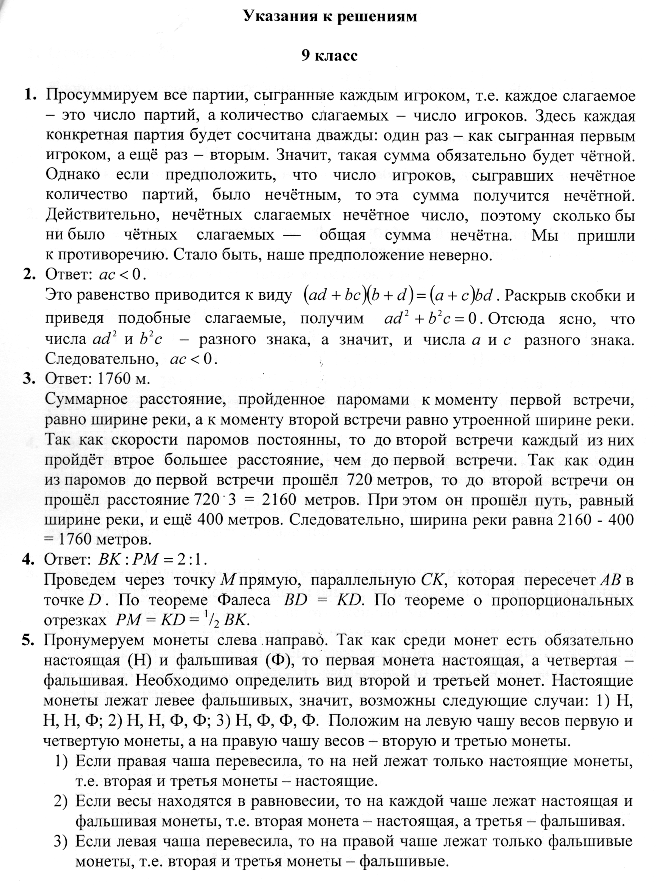 Указания к решениям
9 класс
1. Просуммируем все партии, сыгранные каждым игроком, т.е. каждое слагаемое
– это число партий, а количество слагаемых – число игроков. Здесь каждая
конкретная партия будет сосчитана дважды: один раз – как сыгранная первым
игроком, а ещё раз – вторым. Значит, такая сумма обязательно будет чётной.
Однако если предположить, что число игроков, сыгравших нечётное
количество партий, было нечётным, то эта сумма получится нечётной.
Действительно, нечётных слагаемых нечётное число, поэтому сколько бы
ни было чётных слагаемых — общая сумма нечётна. Мы пришли
к противоречию. Стало быть, наше предположение неверно.
2. Ответ: ac < 0.
Это равенство приводится к виду (ad + bc)(b + d) = (a + c)bd. Раскрыв скобки и
приведя подобные слагаемые, получим ad² + b²c = 0. Отсюда ясно, что
числа ad² и b²c – разного знака, а значит, и числа a и c разного знака.
Следовательно, ac < 0.
3. Ответ: 1760 м.
Суммарное расстояние, пройденное паромами к моменту первой встречи,
равно ширине реки, а к моменту второй встречи равно утроенной ширине реки.
Так как скорости паромов постоянны, то до второй встречи каждый из них
пройдёт втрое большее расстояние, чем до первой встречи. Так как один
из паромов до первой встречи прошёл 720 метров, то до второй встречи он
прошёл расстояние 720·3 = 2160 метров. При этом он прошёл путь, равный
ширине реки, и ещё 400 метров. Следовательно, ширина реки равна 2160 - 400
= 1760 метров.
4. Ответ: BK : PM = 2 : 1.
Проведем через точку M прямую, параллельную CK, которая пересечет AB в
точке D. По теореме Фалеса BD = KD. По теореме о пропорциональных
отрезках PM = KD = ¹/₂ BK.
5. Пронумеруем монеты слева направо. Так как среди монет есть обязательно
настоящая (Н) и фальшивая (Ф), то первая монета настоящая, а четвертая –
фальшивая. Необходимо определить вид второй и третьей монет. Настоящие
монеты лежат левее фальшивых, значит, возможны следующие случаи: 1) Н,
Н, Н, Ф; 2) Н, Н, Ф, Ф; 3) Н, Ф, Ф, Ф. Положим на левую чашу весов первую и
четвертую монеты, а на правую чашу весов – вторую и третью монеты.
1) Если правая чаша перевесила, то на ней лежат только настоящие монеты,
т.е. вторая и третья монеты – настоящие.
2) Если весы находятся в равновесии, то на каждой чаше лежат настоящая и
фальшивая монеты, т.е. вторая монета – настоящая, а третья – фальшивая.
3) Если левая чаша перевесила, то на правой чаше лежат только фальшивые
монеты, т.е. вторая и третья монеты – фальшивые.